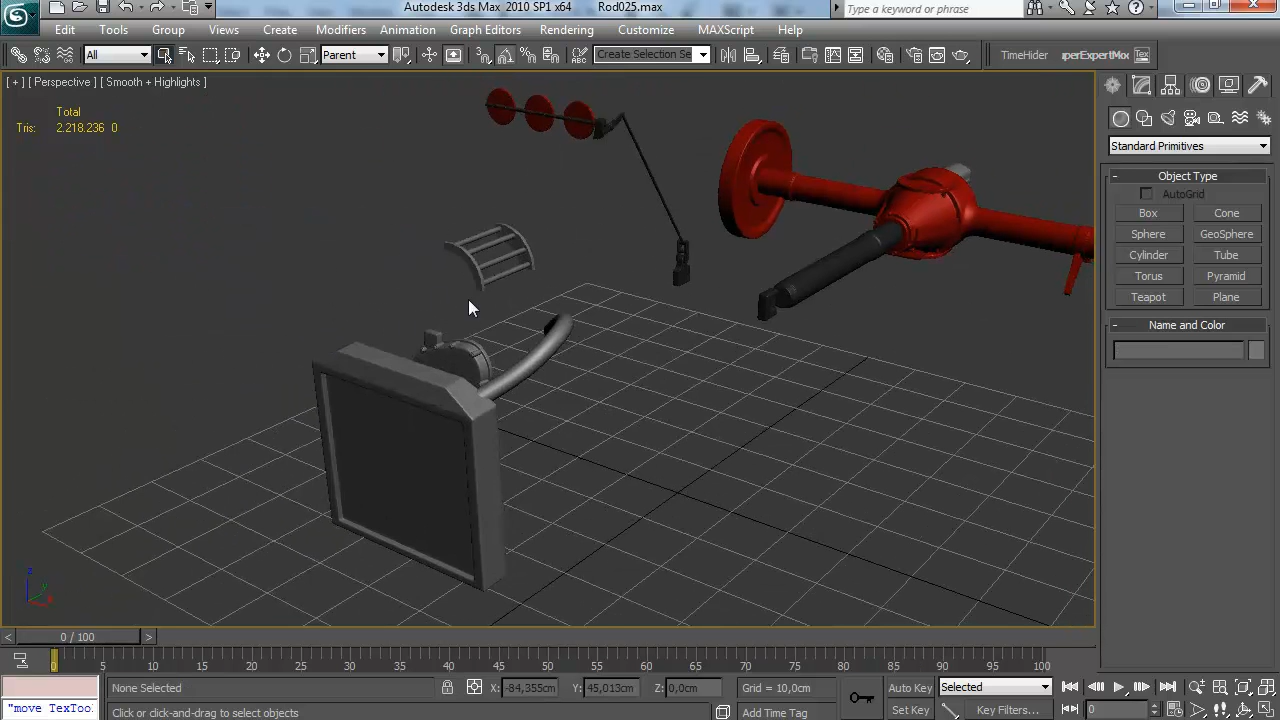 Autodesk 3ds Max 2010 SP1 x64 Rod025.max
Type a keyword or phrase
Edit Tools Group Views Create Modifiers Animation Graph Editors Rendering Customize MAXScript Help
All Parent Create Selection Se TimeHider perExpertMo Tex
[ + ] [ Perspective ] [ Smooth + Highlights ]
Total
Tris: 2.218.236 0
Standard Primitives
- Object Type
AutoGrid
Box Cone
Sphere GeoSphere
Cylinder Tube
Torus Pyramid
Teapot Plane
- Name and Color
z
y
x
< 0 / 100 >
0 5 10 15 20 25 30 35 40 45 50 55 60 65 70 75 80 85 90 95 100
None Selected X: -84,355cm Y: 45,013cm Z: 0,0cm Grid = 10,0cm Auto Key Selected
"move TexTool Click or click-and-drag to select objects Add Time Tag Set Key Key Filters... 0